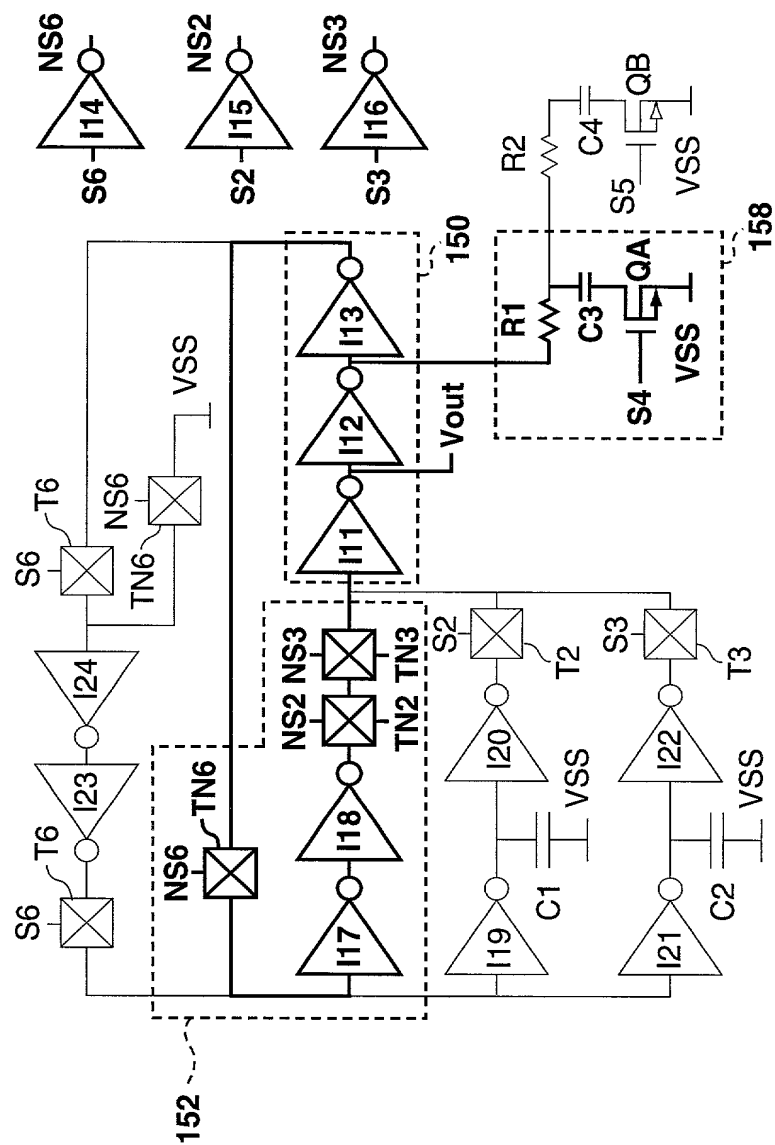 S6 I14 NS6
S2 I15 NS2
S3 I16 NS3
150
I11
I12
I13
Vout
R1
C3
S4
QA
VSS
158
R2
C4
S5
QB
VSS
S6
T6
I23
I24
S6
T6
NS6
TN6
VSS
152
NS6
TN6
I17
I18
NS2
TN2
NS3
TN3
I19
C1
VSS
I20
S2
T2
I21
C2
VSS
I22
S3
T3